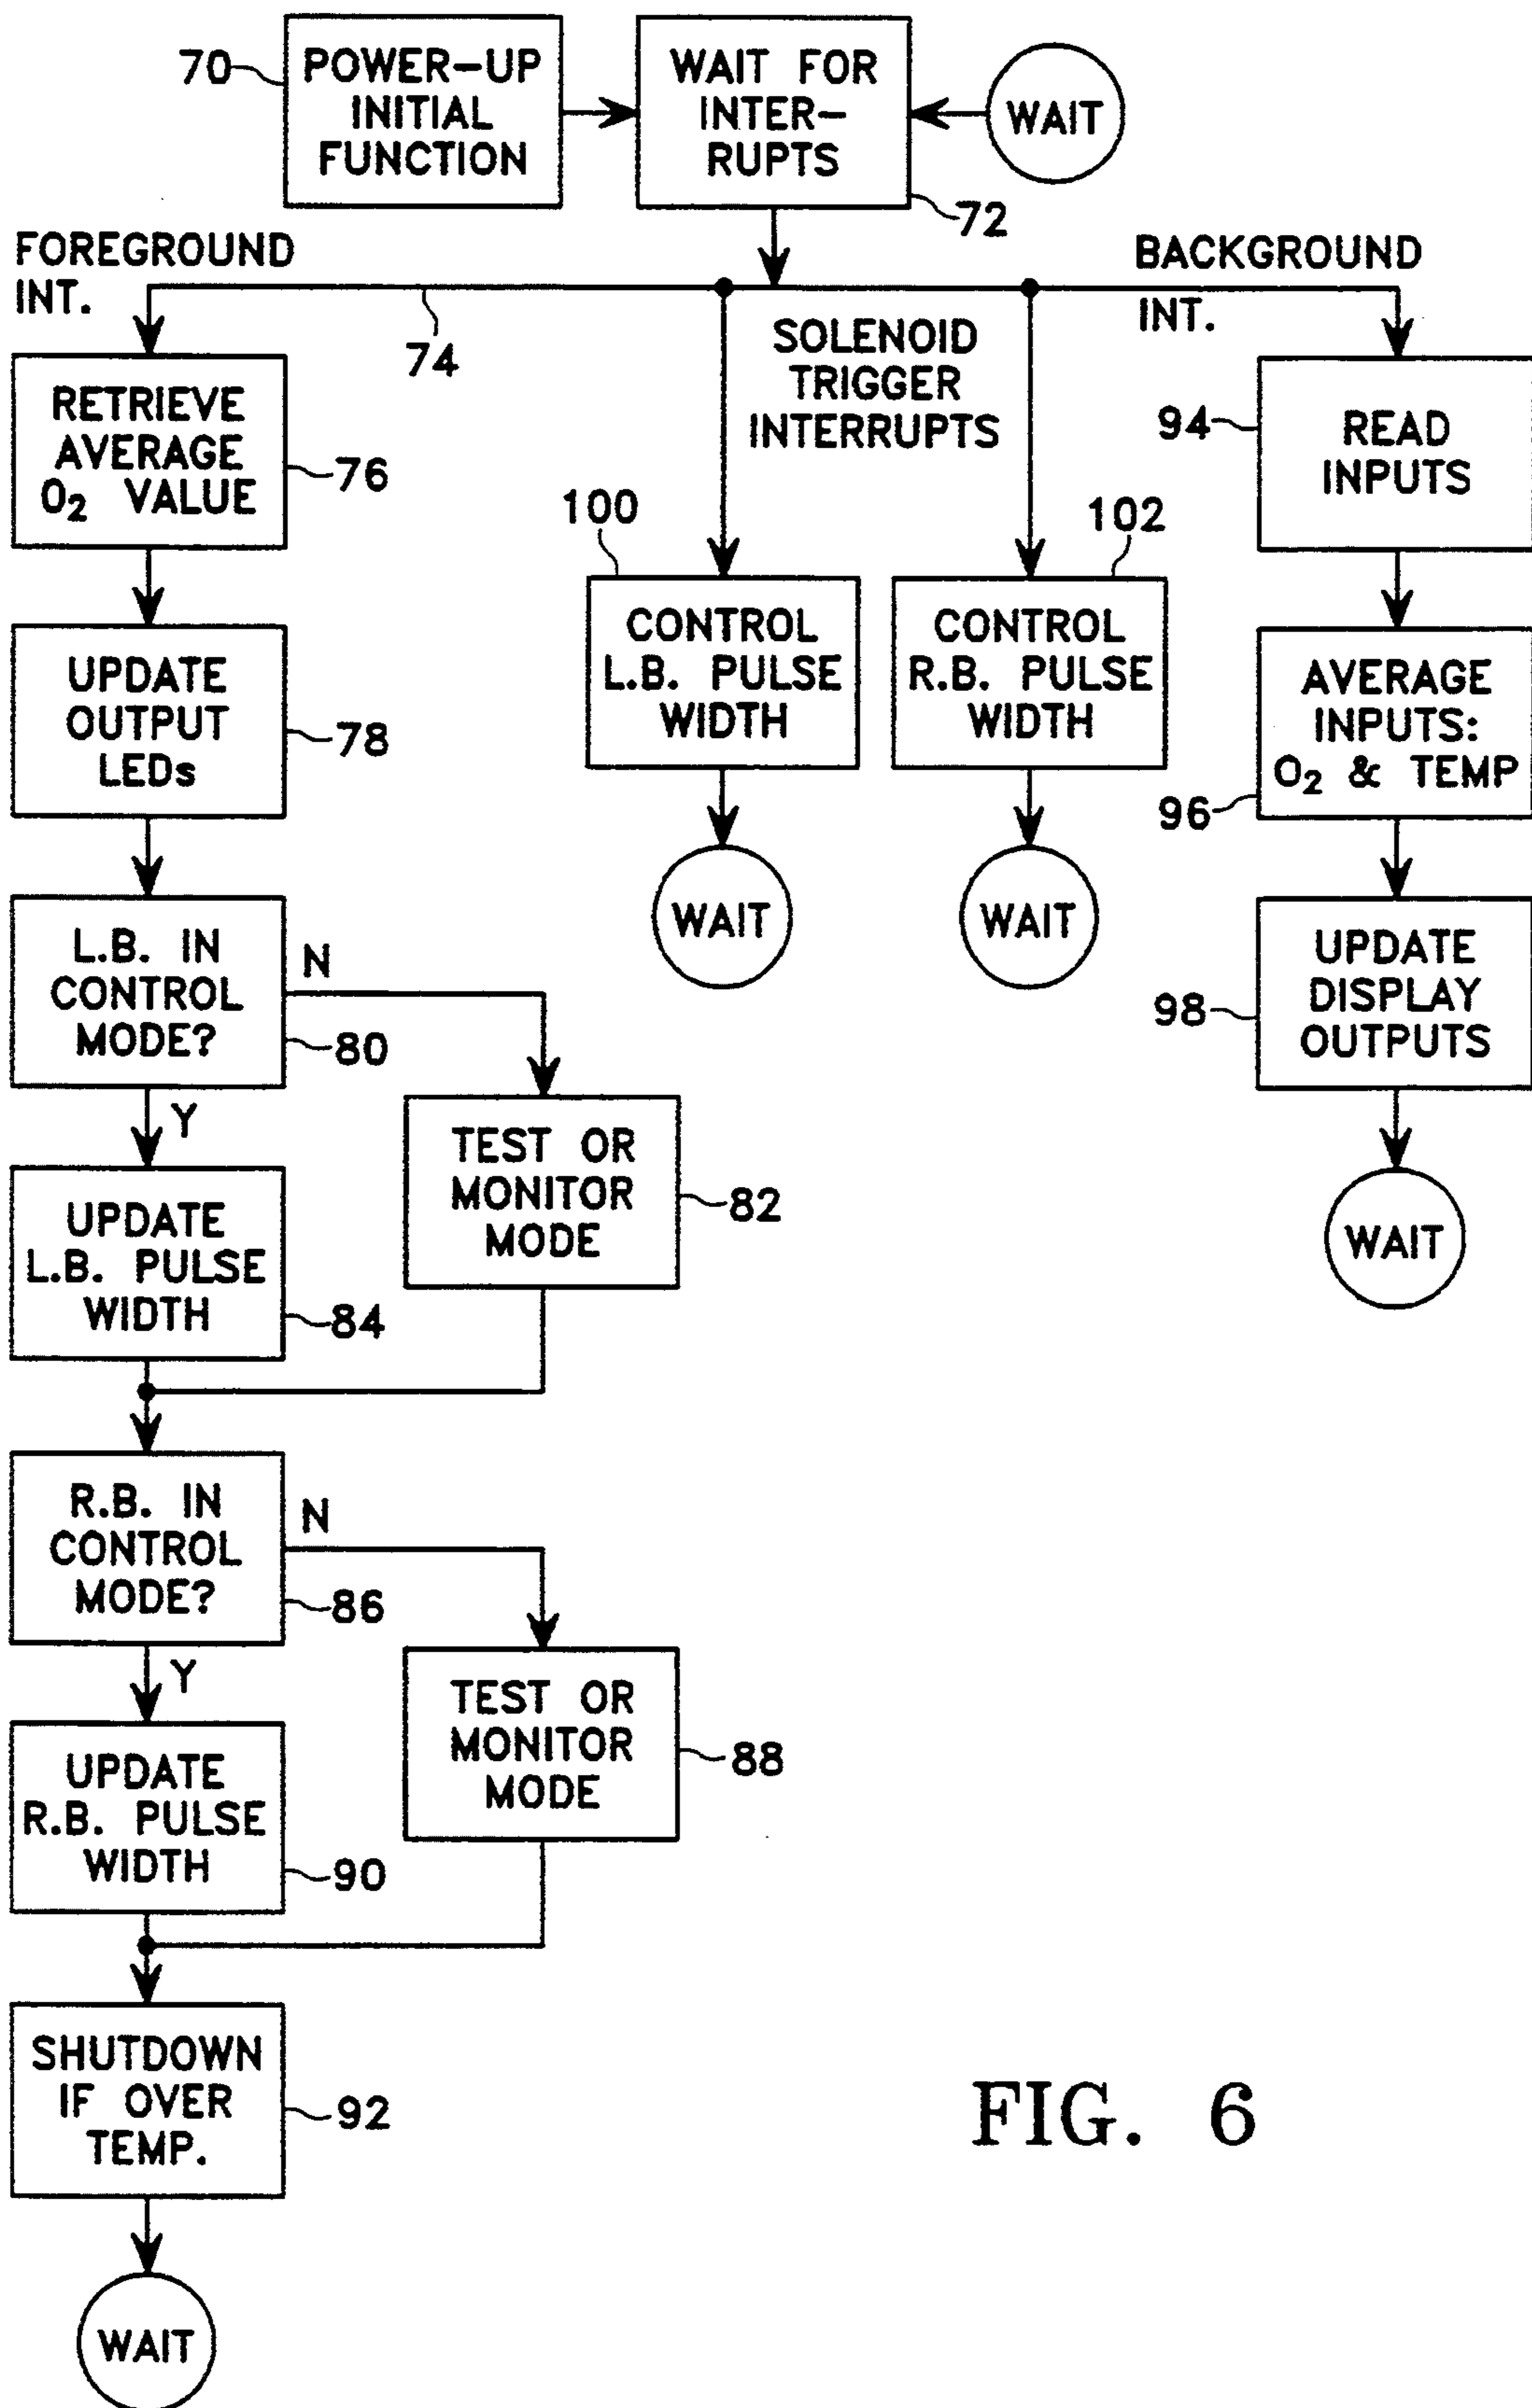 70
POWER-UP
INITIAL
FUNCTION
WAIT FOR
INTER-
RUPTS
72
WAIT
FOREGROUND
INT.
74
SOLENOID
TRIGGER
INTERRUPTS
BACKGROUND
INT.
RETRIEVE
AVERAGE
O₂ VALUE
76
UPDATE
OUTPUT
LEDs
78
L.B. IN
CONTROL
MODE?
80
N
Y
TEST OR
MONITOR
MODE
82
UPDATE
L.B. PULSE
WIDTH
84
R.B. IN
CONTROL
MODE?
86
N
Y
TEST OR
MONITOR
MODE
88
UPDATE
R.B. PULSE
WIDTH
90
SHUTDOWN
IF OVER
TEMP.
92
WAIT
100
CONTROL
L.B. PULSE
WIDTH
WAIT
102
CONTROL
R.B. PULSE
WIDTH
WAIT
94
READ
INPUTS
AVERAGE
INPUTS:
O₂ & TEMP
96
UPDATE
DISPLAY
OUTPUTS
98
WAIT
FIG. 6